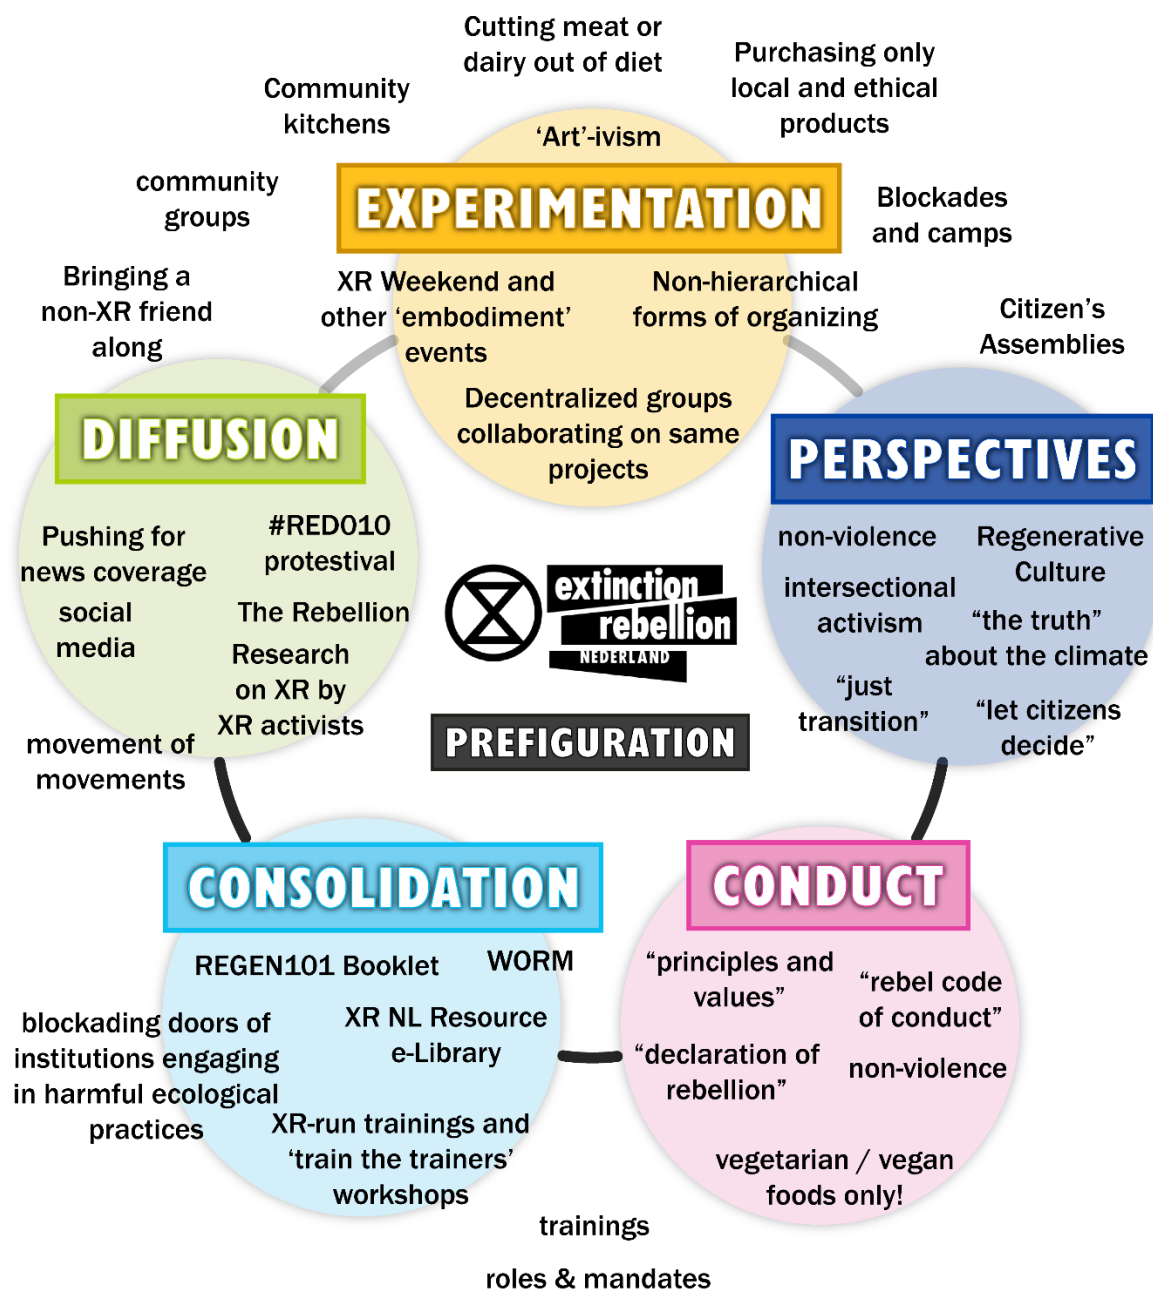 Cutting meat or
dairy out of diet
Purchasing only
local and ethical
products
Community
kitchens
'Art'-ivism
community
groups
EXPERIMENTATION
Blockades
and camps
Bringing a
non-XR friend
along
XR Weekend and
other 'embodiment'
events
Non-hierarchical
forms of organizing
Citizen's
Assemblies
Decentralized groups
collaborating on same
projects
DIFFUSION
PERSPECTIVES
Pushing for
news coverage
#RED010
protestival
social
media
The Rebellion
Research
on XR by
XR activists
movement of
movements
extinction
rebellion
NEDERLAND
PREFIGURATION
non-violence
Regenerative
Culture
intersectional
activism
“the truth”
about the climate
“just
transition”
“let citizens
decide”
CONSOLIDATION
CONDUCT
REGEN101 Booklet
WORM
XR NL Resource
e-Library
blockading doors of
institutions engaging
in harmful ecological
practices
XR-run trainings and
'train the trainers'
workshops
“principles and
values”
“rebel code
of conduct”
“declaration of
rebellion”
non-violence
vegetarian / vegan
foods only!
trainings
roles & mandates